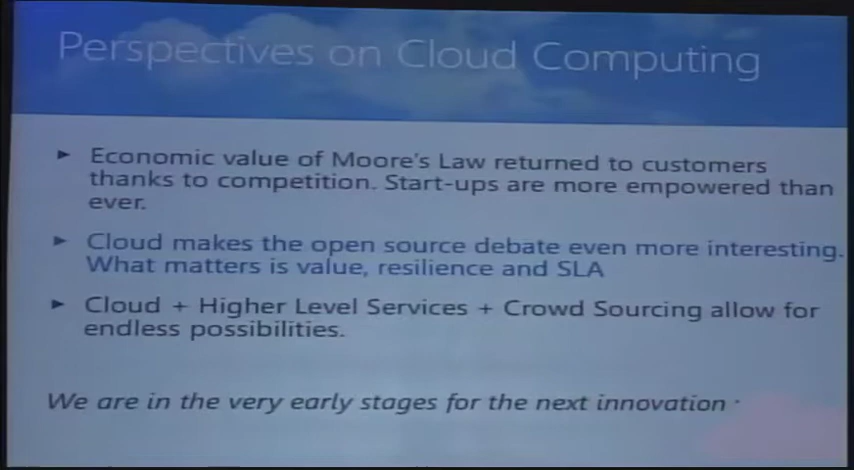 Perspectives on Cloud Computing
► Economic value of Moore's Law returned to customers
thanks to competition. Start-ups are more empowered than
ever.
► Cloud makes the open source debate even more interesting.
What matters is value, resilience and SLA
► Cloud + Higher Level Services + Crowd Sourcing allow for
endless possibilities.
We are in the very early stages for the next innovation